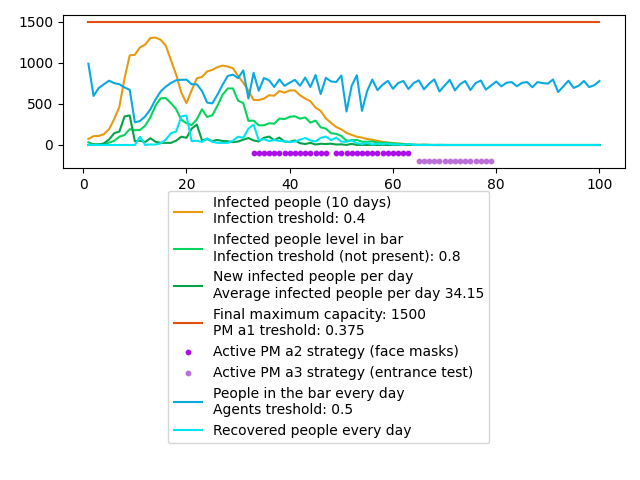 1500
1000
500
0
0 20 40 60 80 100
Infected people (10 days)
Infection treshold: 0.4
Infected people level in bar
Infection treshold (not present): 0.8
New infected people per day
Average infected people per day 34.15
Final maximum capacity: 1500
PM a1 treshold: 0.375
Active PM a2 strategy (face masks)
Active PM a3 strategy (entrance test)
People in the bar every day
Agents treshold: 0.5
Recovered people every day